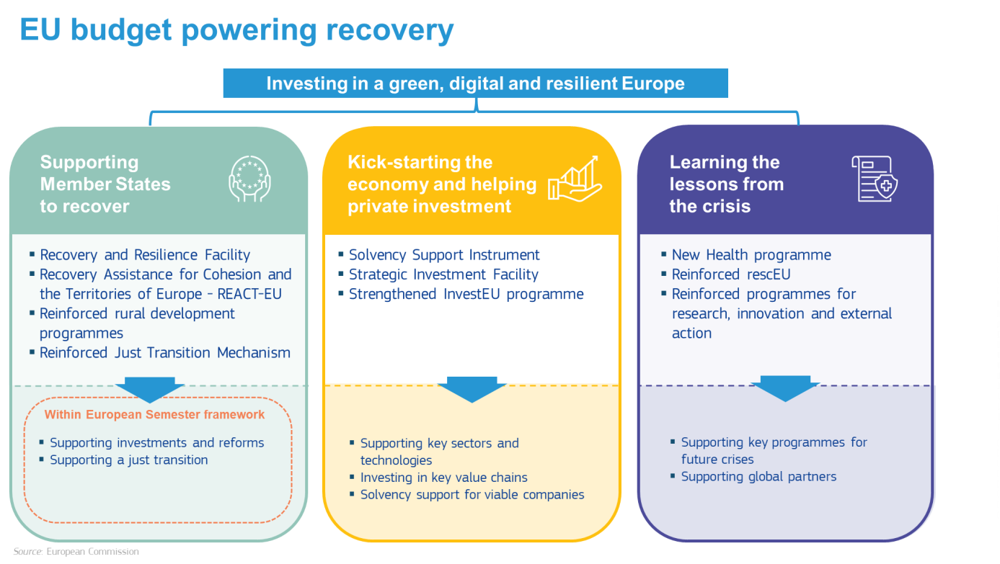 EU budget powering recovery
Investing in a green, digital and resilient Europe
Supporting
Member States
to recover
▪ Recovery and Resilience Facility
▪ Recovery Assistance for Cohesion and
the Territories of Europe - REACT-EU
▪ Reinforced rural development
programmes
▪ Reinforced Just Transition Mechanism
Within European Semester framework
▪ Supporting investments and reforms
▪ Supporting a just transition
Kick-starting the
economy and helping
private investment
▪ Solvency Support Instrument
▪ Strategic Investment Facility
▪ Strengthened InvestEU programme
▪ Supporting key sectors and
technologies
▪ Investing in key value chains
▪ Solvency support for viable companies
Learning the
lessons from
the crisis
▪ New Health programme
▪ Reinforced rescEU
▪ Reinforced programmes for
research, innovation and external
action
▪ Supporting key programmes for
future crises
▪ Supporting global partners
Source: European Commission